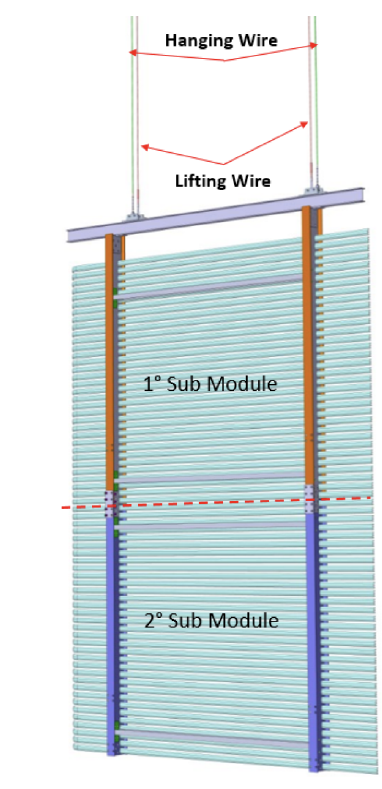 Hanging Wire
Lifting Wire
1° Sub Module
2° Sub Module